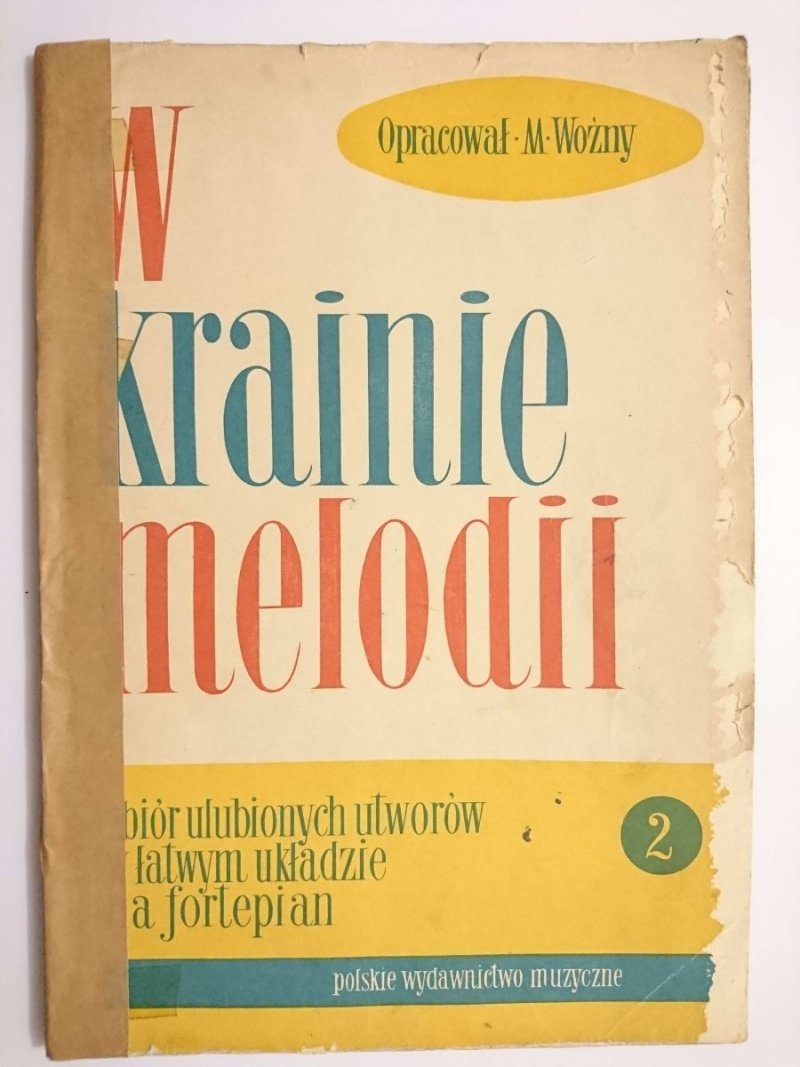 Opracował · M · Woźny
W
krainie
melodii
biór ulubionych utworów
łatwym układzie
a fortepian
2
polskie wydawnictwo muzyczne